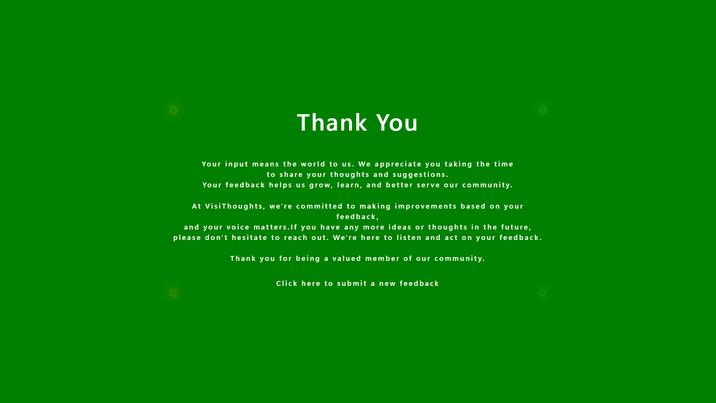 Thank You
Your input means the world to us. We appreciate you taking the time
to share your thoughts and suggestions.
Your feedback helps us grow, learn, and better serve our community.
At VisiThoughts, we're committed to making improvements based on your
feedback,
and your voice matters.If you have any more ideas or thoughts in the future,
please don't hesitate to reach out. We're here to listen and act on your feedback.
Thank you for being a valued member of our community.
Click here to submit a new feedback